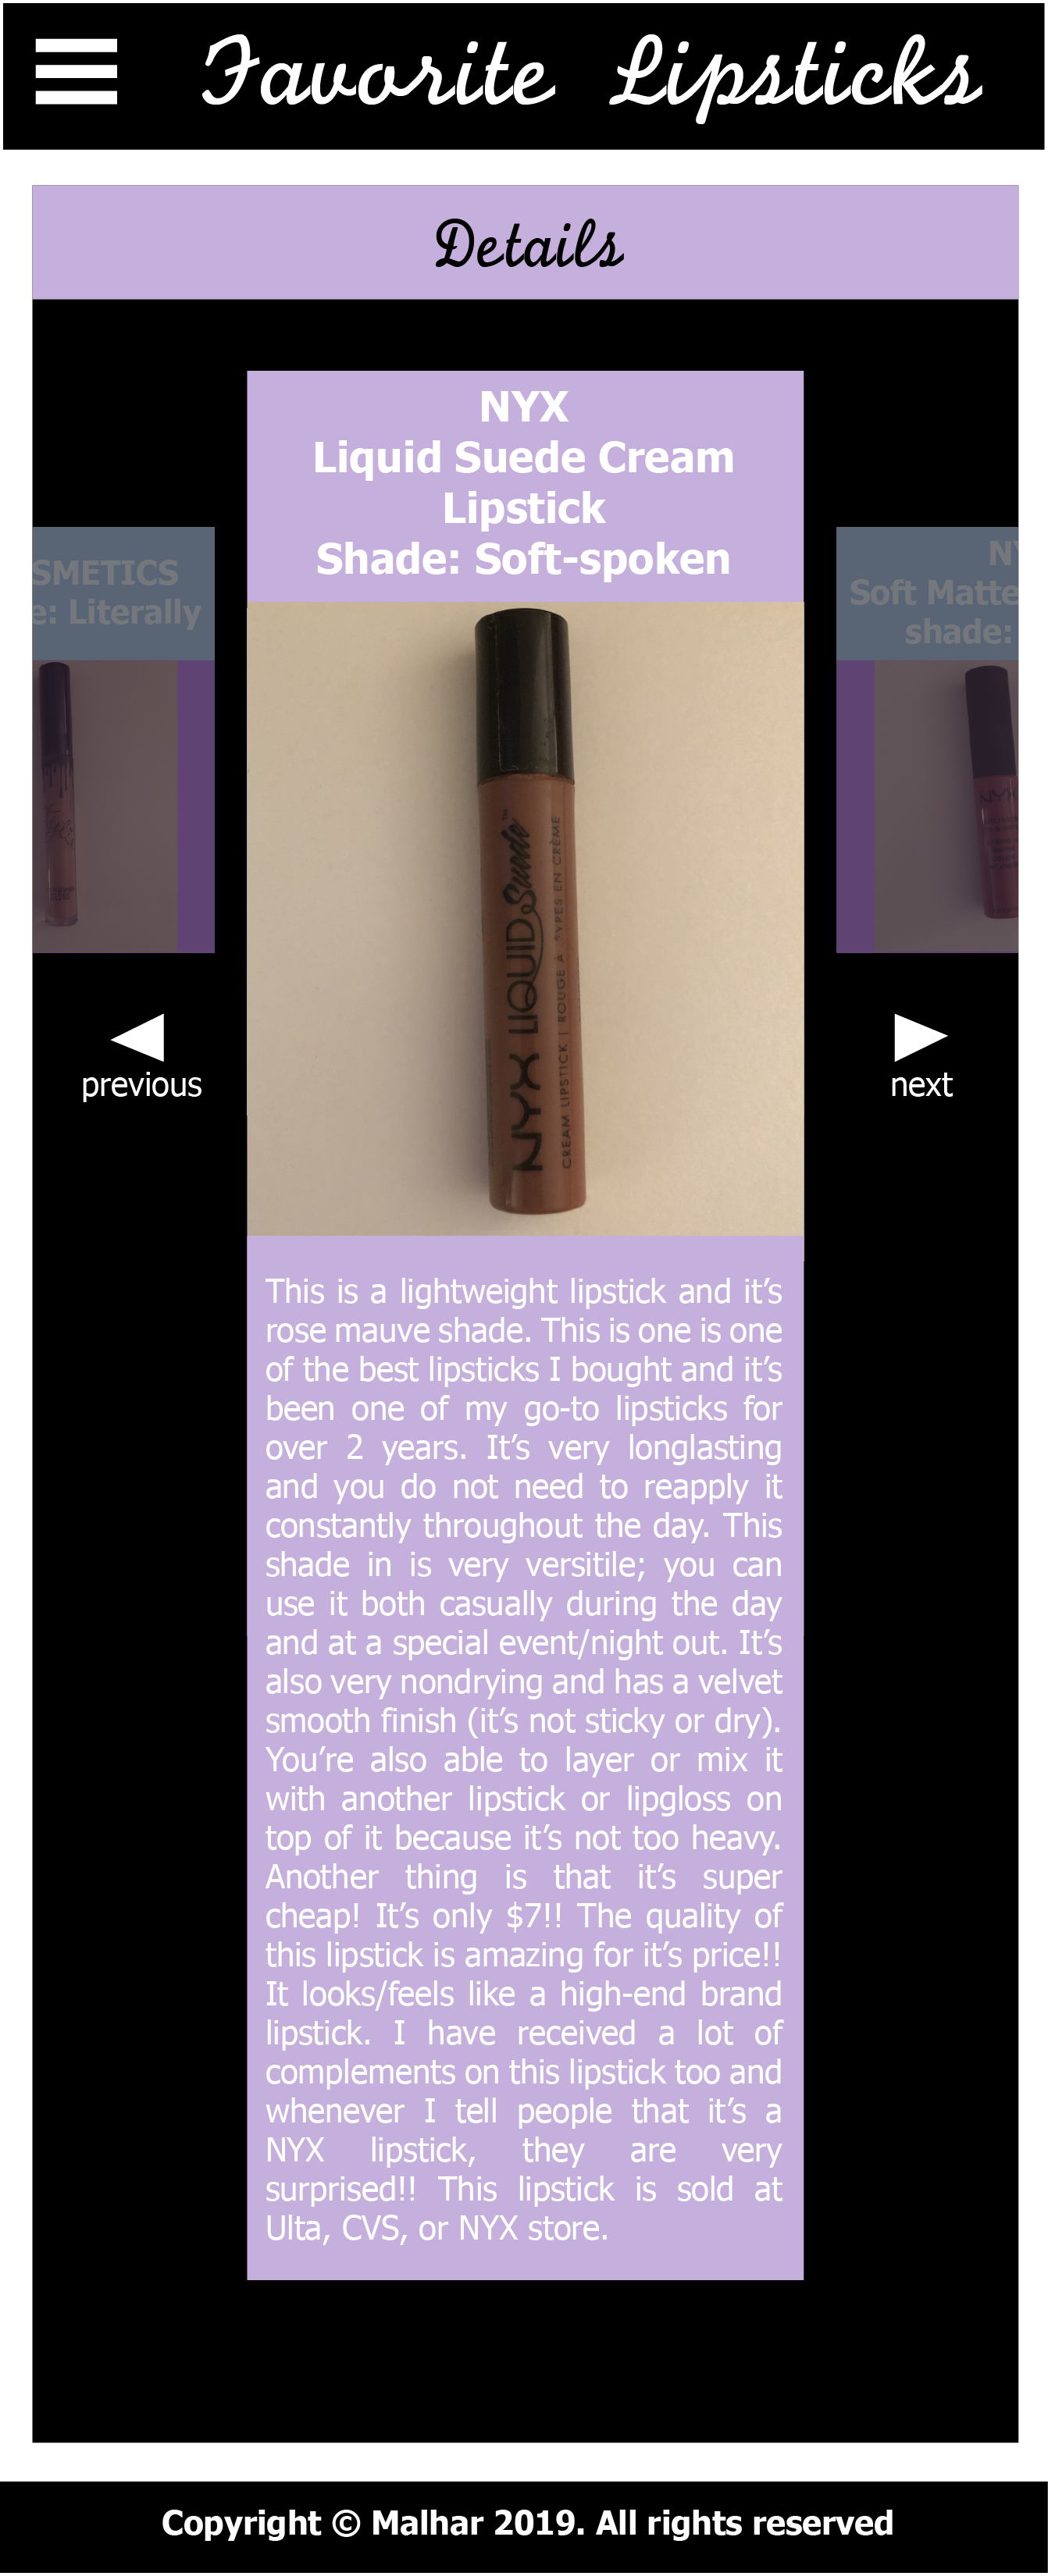 Favorite Lipsticks
Details
NYX
Liquid Suede Cream
Lipstick
Shade: Soft-spoken
SMETICS
e: Literally
Soft Matte
shade:
NYX LIQUID Suede™
CREAM LIPSTICK | ROUGE À LÈVRES EN CRÈME
NYX
previous
next
This is a lightweight lipstick and it’s
rose mauve shade. This is one is one
of the best lipsticks I bought and it’s
been one of my go-to lipsticks for
over 2 years. It’s very longlasting
and you do not need to reapply it
constantly throughout the day. This
shade in is very versitile; you can
use it both casually during the day
and at a special event/night out. It’s
also very nondrying and has a velvet
smooth finish (it’s not sticky or dry).
You’re also able to layer or mix it
with another lipstick or lipgloss on
top of it because it’s not too heavy.
Another thing is that it’s super
cheap! It’s only $7!! The quality of
this lipstick is amazing for it’s price!!
It looks/feels like a high-end brand
lipstick. I have received a lot of
complements on this lipstick too and
whenever I tell people that it’s a
NYX lipstick, they are very
surprised!! This lipstick is sold at
Ulta, CVS, or NYX store.
Copyright © Malhar 2019. All rights reserved